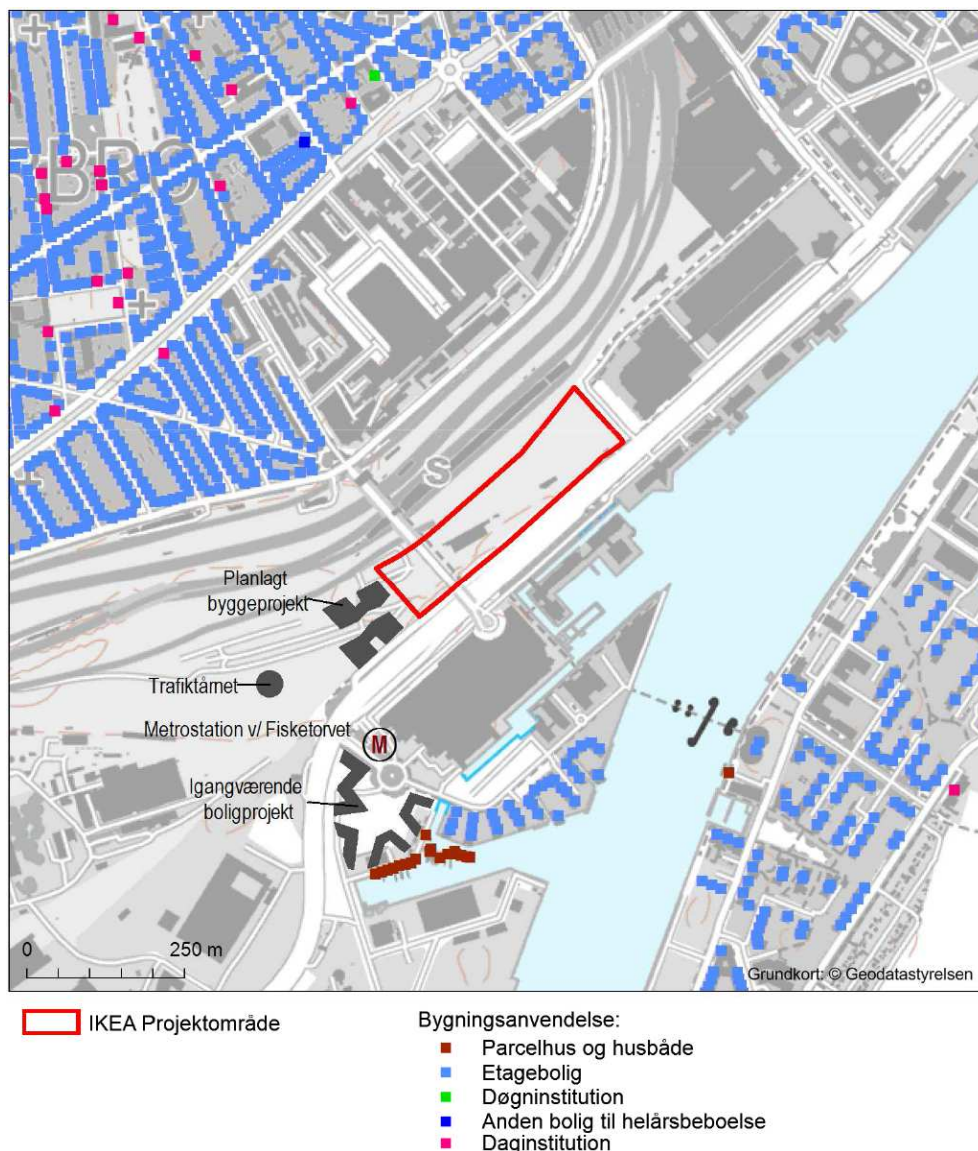 RBRO
S
Planlagt
byggeprojekt
Trafiktårnet
Metrostation v/ Fisketorvet
M
Igangværende
boligprojekt
0 250 m
Grundkort: © Geodatastyrelsen
IKEA Projektområde
Bygningsanvendelse:
Parcelhus og husbåde
Etagebolig
Døgninstitution
Anden bolig til helårsbeboelse
Daginstitution